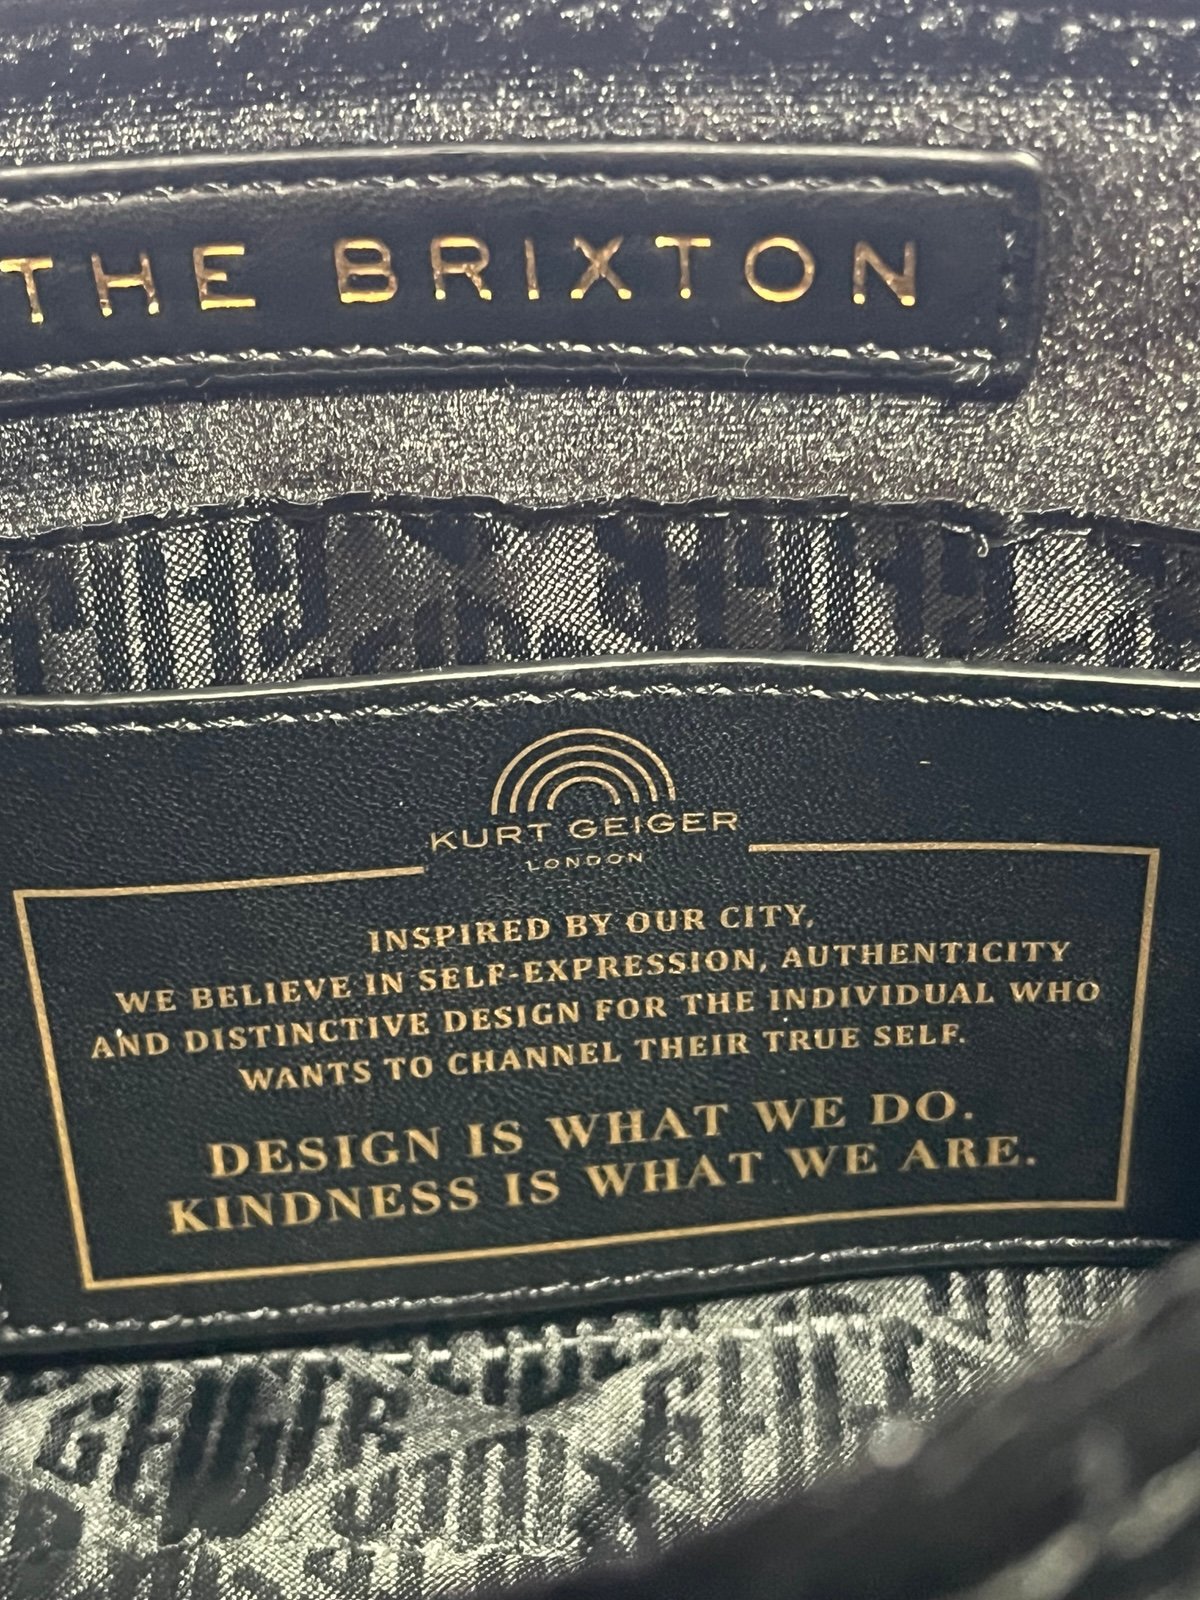 THE BRIXTON
KURT GEIGER
LONDON
INSPIRED BY OUR CITY,
WE BELIEVE IN SELF-EXPRESSION, AUTHENTICITY
AND DISTINCTIVE DESIGN FOR THE INDIVIDUAL WHO
WANTS TO CHANNEL THEIR TRUE SELF.
DESIGN IS WHAT WE DO.
KINDNESS IS WHAT WE ARE.